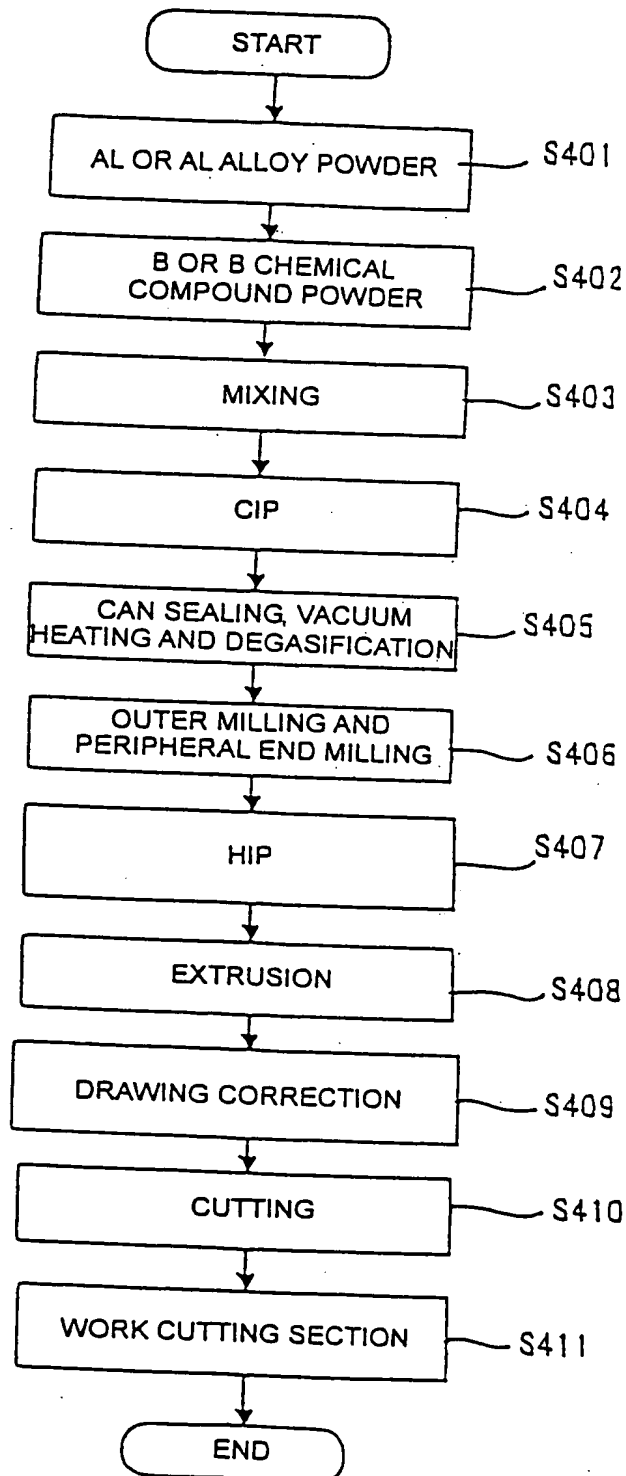 START
AL OR AL ALLOY POWDER
S401
B OR B CHEMICAL
COMPOUND POWDER
S402
MIXING
S403
CIP
S404
CAN SEALING, VACUUM
HEATING AND DEGASIFICATION
S405
OUTER MILLING AND
PERIPHERAL END MILLING
S406
HIP
S407
EXTRUSION
S408
DRAWING CORRECTION
S409
CUTTING
S410
WORK CUTTING SECTION
S411
END